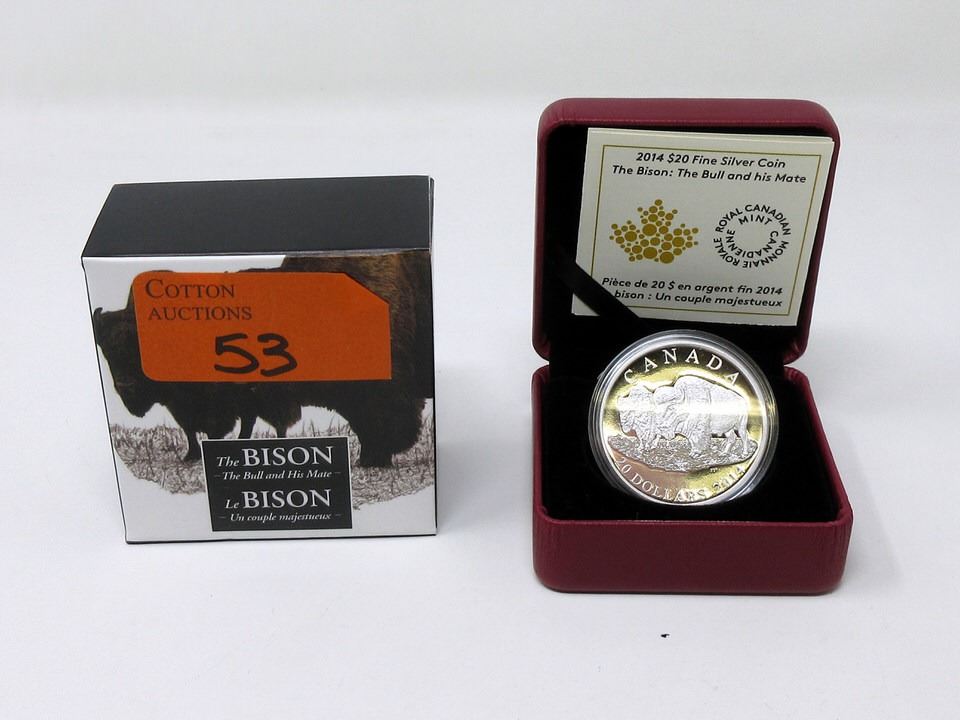 COTTON
AUCTIONS
53
The BISON
– The Bull and His Mate –
Le BISON
– Un couple majestueux –
2014 $20 Fine Silver Coin
The Bison: The Bull and his Mate
ROYAL CANADIAN MINT
MONNAIE ROYALE CANADIENNE
Pièce de 20 $ en argent fin 2014
bison : Un couple majestueux
CANADA
20 DOLLARS 2014